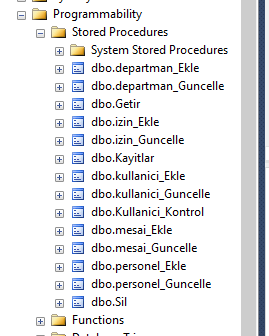 Programmability
Stored Procedures
System Stored Procedures
dbo.departman_Ekle
dbo.departman_Guncelle
dbo.Getir
dbo.izin_Ekle
dbo.izin_Guncelle
dbo.Kayitlar
dbo.kullanici_Ekle
dbo.kullanici_Guncelle
dbo.Kullanici_Kontrol
dbo.mesai_Ekle
dbo.mesai_Guncelle
dbo.personel_Ekle
dbo.personel_Guncelle
dbo.Sil
Functions